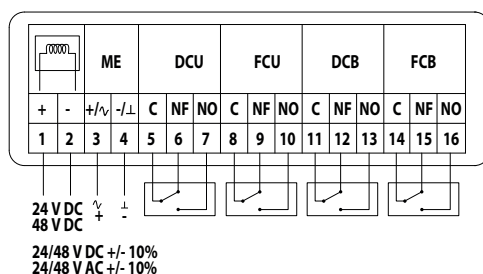 ME DCU FCU DCB FCB
+ - +/∿ -/⊥ C NF NO C NF NO C NF NO C NF NO
1 2 3 4 5 6 7 8 9 10 11 12 13 14 15 16
24 V DC ∿ ⊥
48 V DC + -
24/48 V DC +/- 10%
24/48 V AC +/- 10%